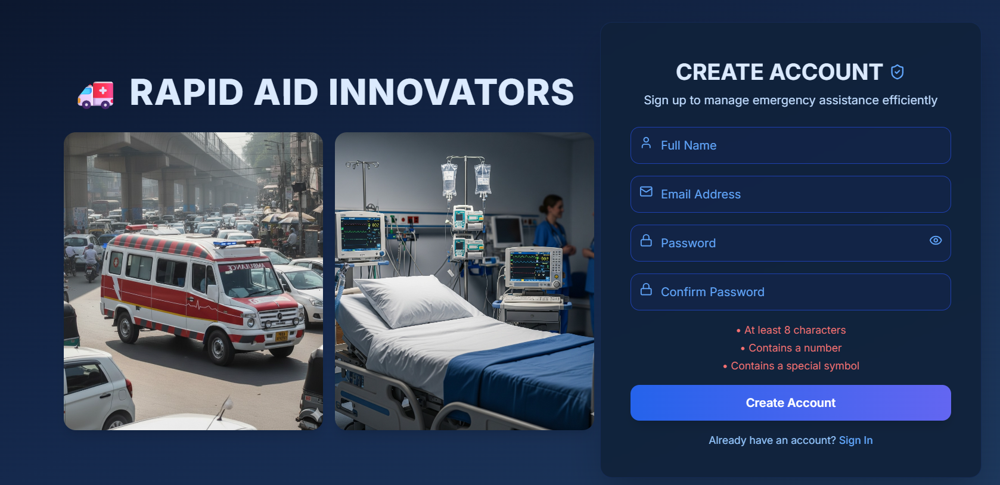 RAPID AID INNOVATORS
AMBULANCE
CREATE ACCOUNT
Sign up to manage emergency assistance efficiently
Full Name
Email Address
Password
Confirm Password
• At least 8 characters
• Contains a number
• Contains a special symbol
Create Account
Already have an account? Sign In